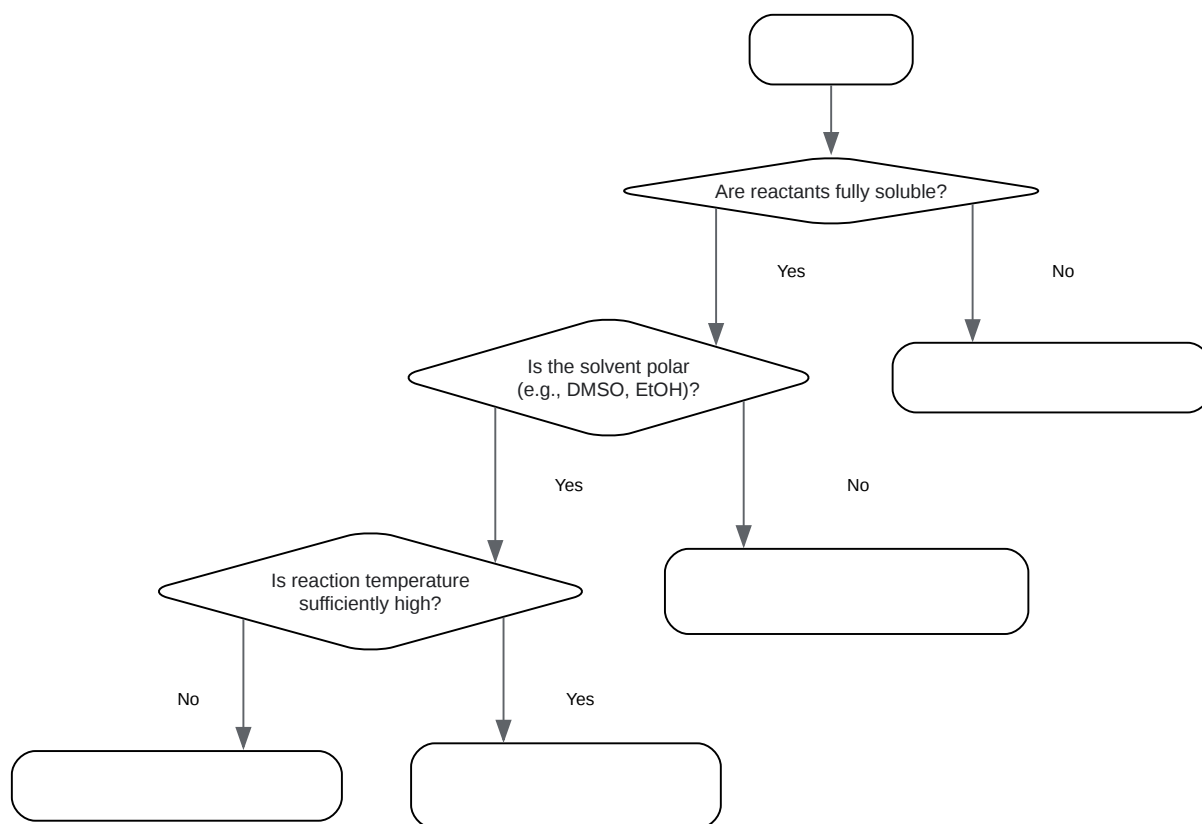 Are reactants fully soluble?
Yes
No
Is the solvent polar
(e.g., DMSO, EtOH)?
Yes
No
Is reaction temperature
sufficiently high?
No
Yes